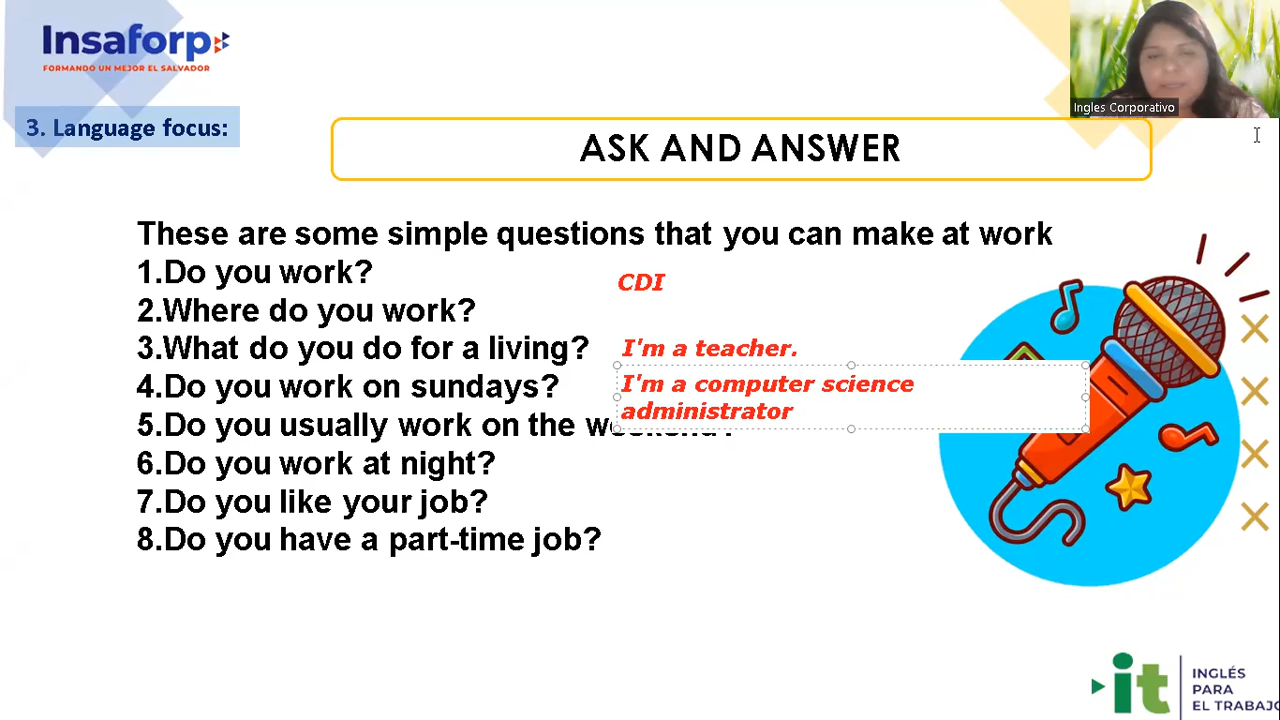 Insaforp
FORMANDO UN MEJOR EL SALVADOR
Ingles Corporativo
3. Language focus:
ASK AND ANSWER
These are some simple questions that you can make at work
1.Do you work?
CDI
2.Where do you work?
3.What do you do for a living?
I'm a teacher.
4.Do you work on sundays?
I'm a computer science
administrator
5.Do you usually work on the weekend?
6.Do you work at night?
7.Do you like your job?
8.Do you have a part-time job?
it
INGLÉS
PARA
EL TRABAJO